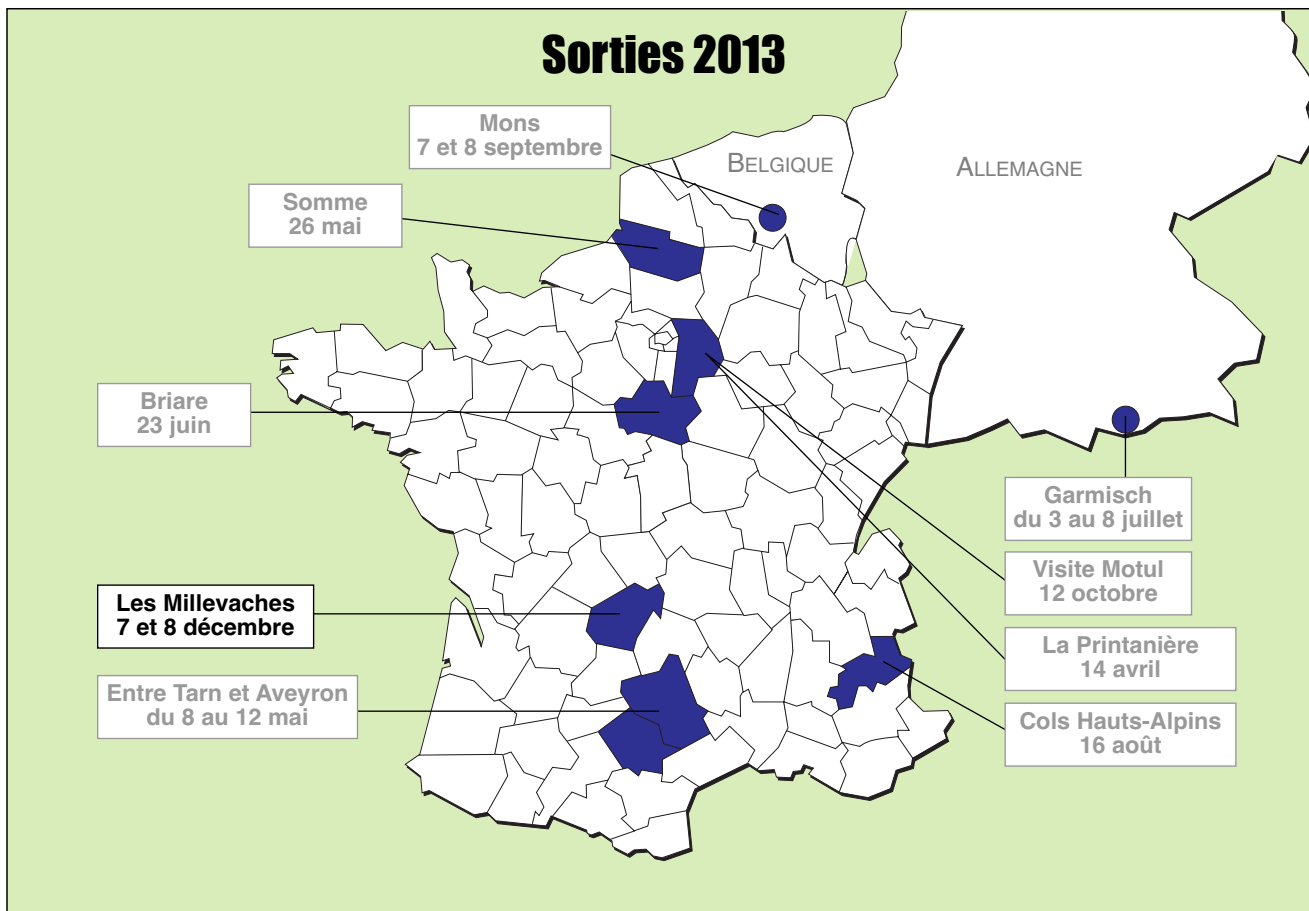 Sorties 2013
Mons
7 et 8 septembre
BELGIQUE
ALLEMAGNE
Somme
26 mai
Briare
23 juin
Garmisch
du 3 au 8 juillet
Visite Motul
12 octobre
Les Millevaches
7 et 8 décembre
La Printanière
14 avril
Entre Tarn et Aveyron
du 8 au 12 mai
Cols Hauts-Alpins
16 août